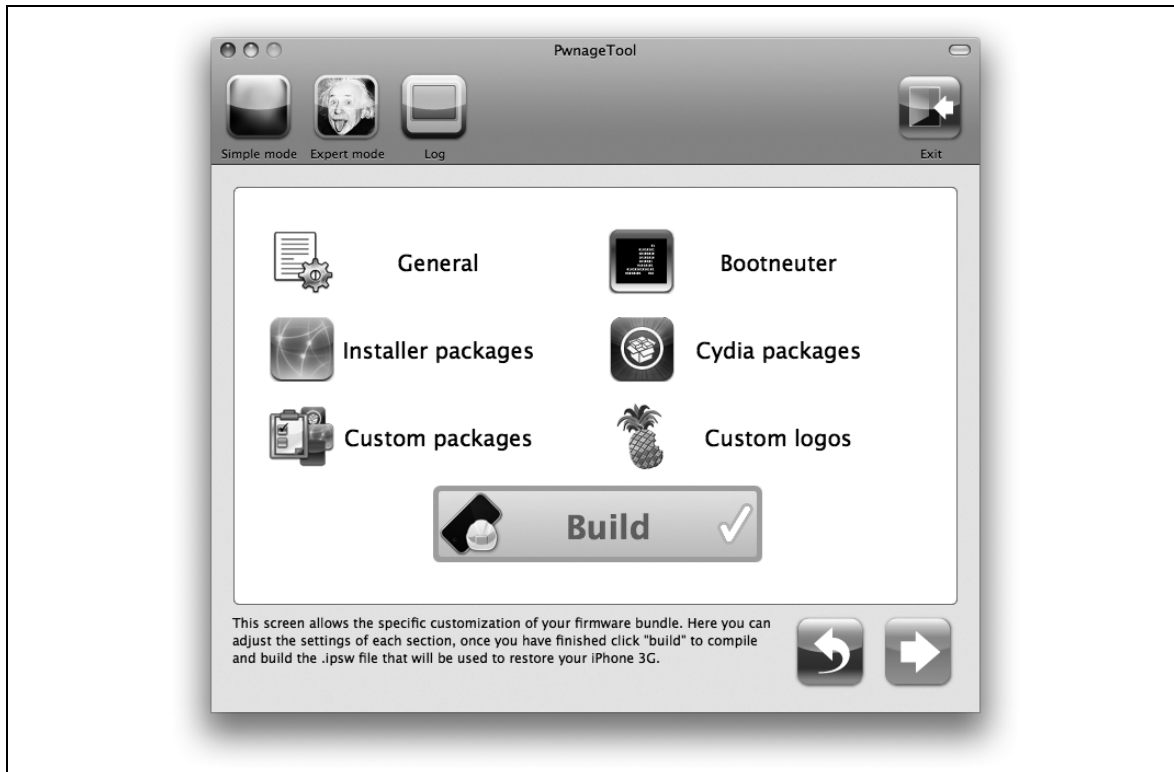 PwnageTool
Simple mode Expert mode Log Exit
General Bootneuter
Installer packages Cydia packages
Custom packages Custom logos
Build
This screen allows the specific customization of your firmware bundle. Here you can
adjust the settings of each section, once you have finished click "build" to compile
and build the .ipsw file that will be used to restore your iPhone 3G.